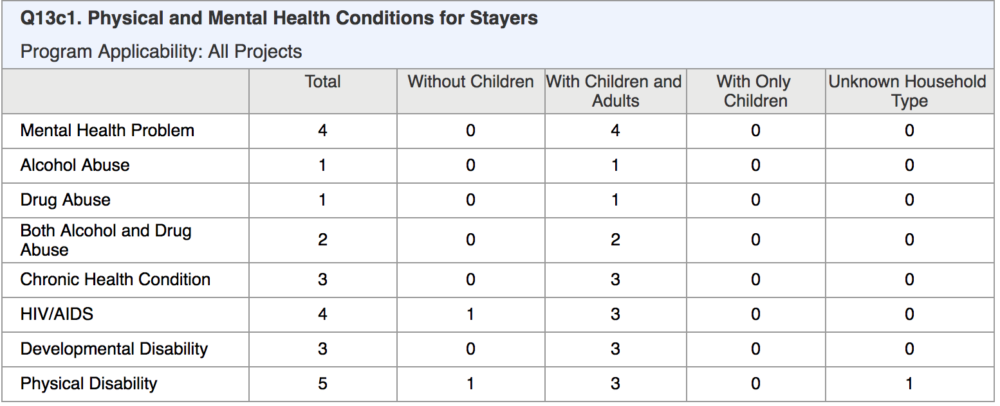 Q13c1. Physical and Mental Health Conditions for Stayers
Program Applicability: All Projects
Total Without Children With Children and Adults With Only Children Unknown Household Type
Mental Health Problem 4 0 4 0 0
Alcohol Abuse 1 0 1 0 0
Drug Abuse 1 0 1 0 0
Both Alcohol and Drug Abuse 2 0 2 0 0
Chronic Health Condition 3 0 3 0 0
HIV/AIDS 4 1 3 0 0
Developmental Disability 3 0 3 0 0
Physical Disability 5 1 3 0 1